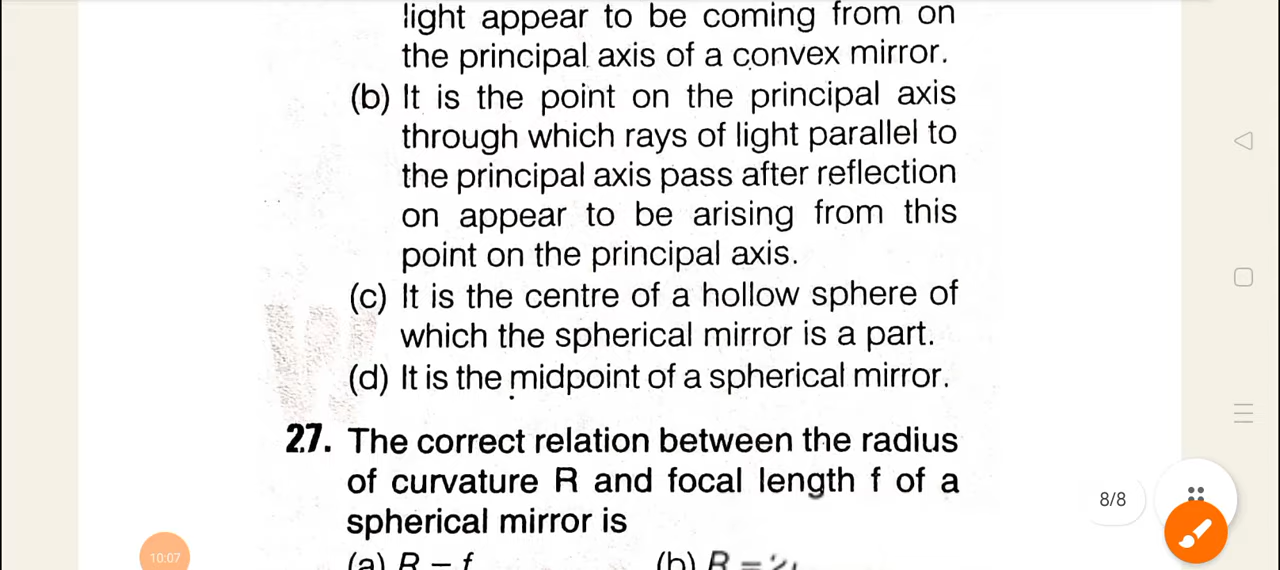 light appear to be coming from on
the principal axis of a convex mirror.
(b) It is the point on the principal axis
through which rays of light parallel to
the principal axis pass after reflection
on appear to be arising from this
point on the principal axis.
(c) It is the centre of a hollow sphere of
which the spherical mirror is a part.
(d) It is the midpoint of a spherical mirror.
27. The correct relation between the radius
of curvature R and focal length f of a
spherical mirror is
(a) R = f (b) R =
8/8
10:07